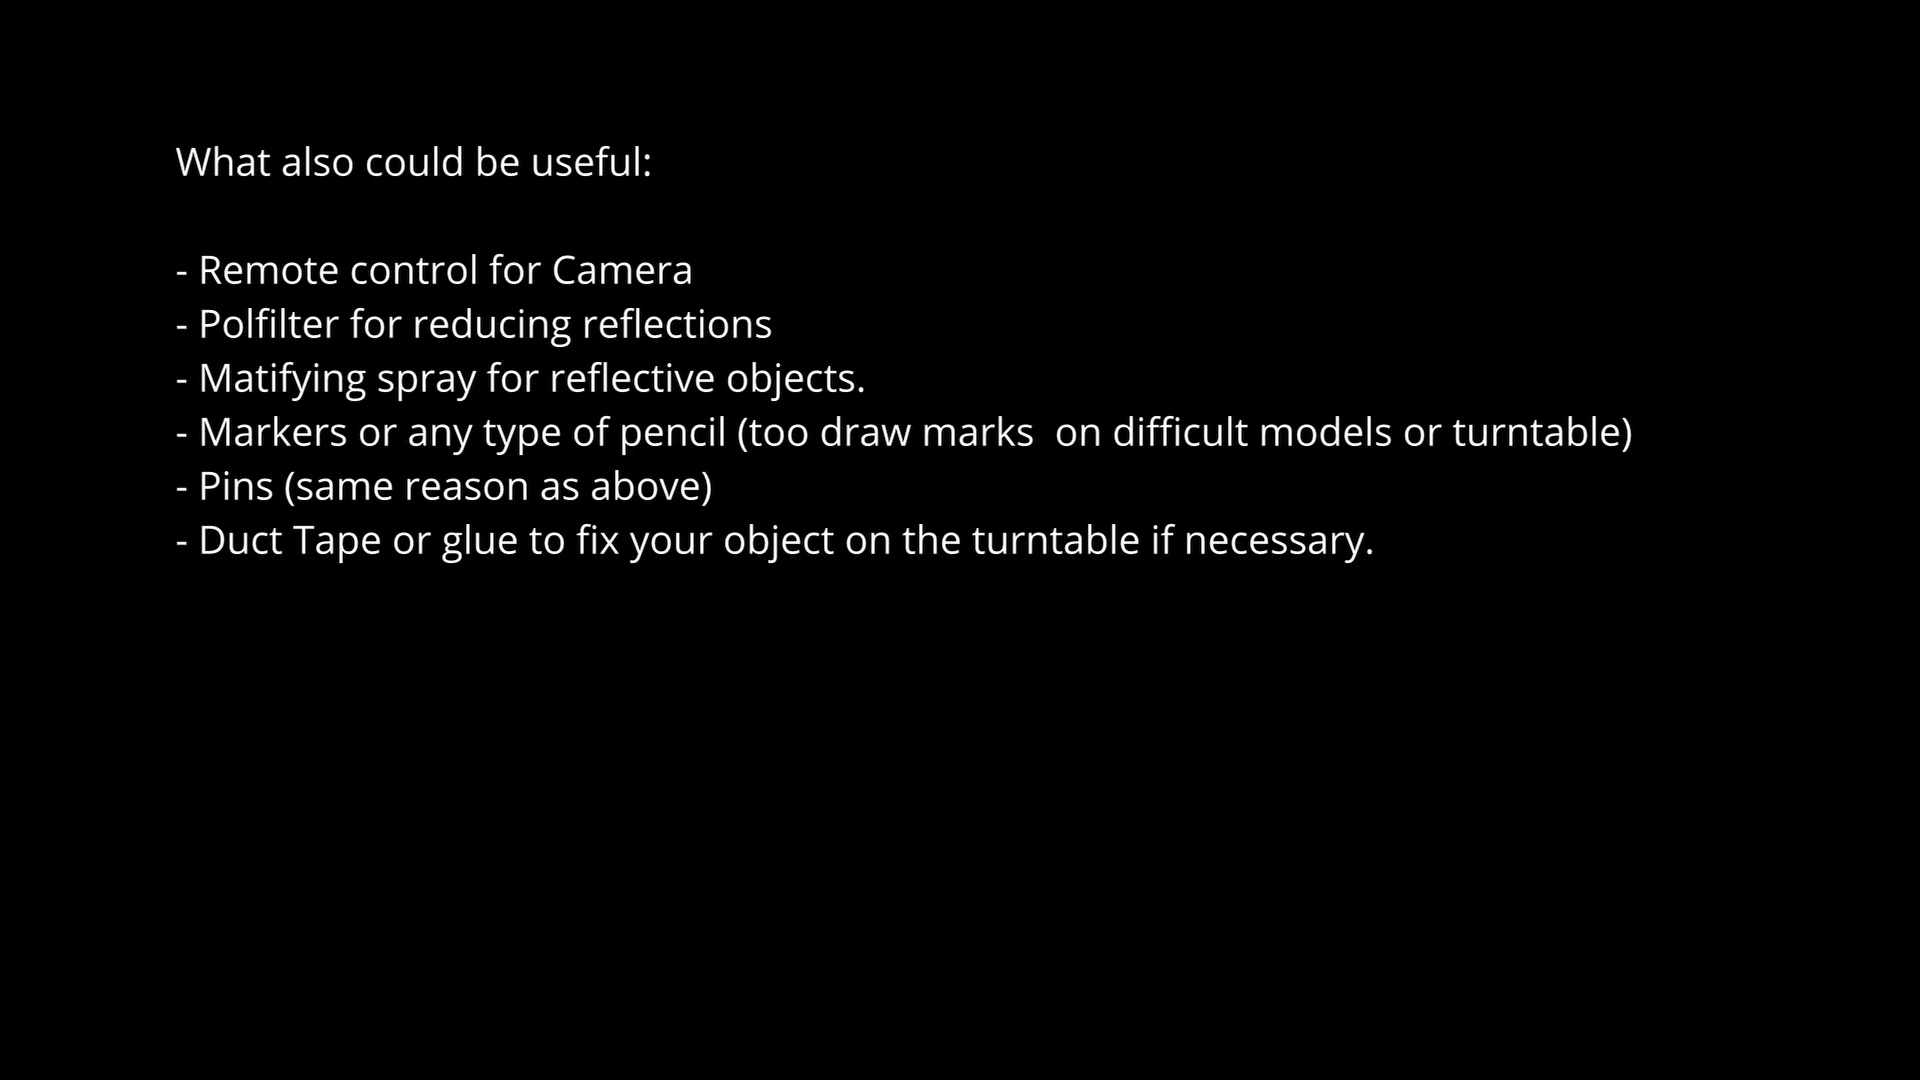 What also could be useful:
- Remote control for Camera
- Polfilter for reducing reflections
- Matifying spray for reflective objects.
- Markers or any type of pencil (too draw marks  on difficult models or turntable)
- Pins (same reason as above)
- Duct Tape or glue to fix your object on the turntable if necessary.